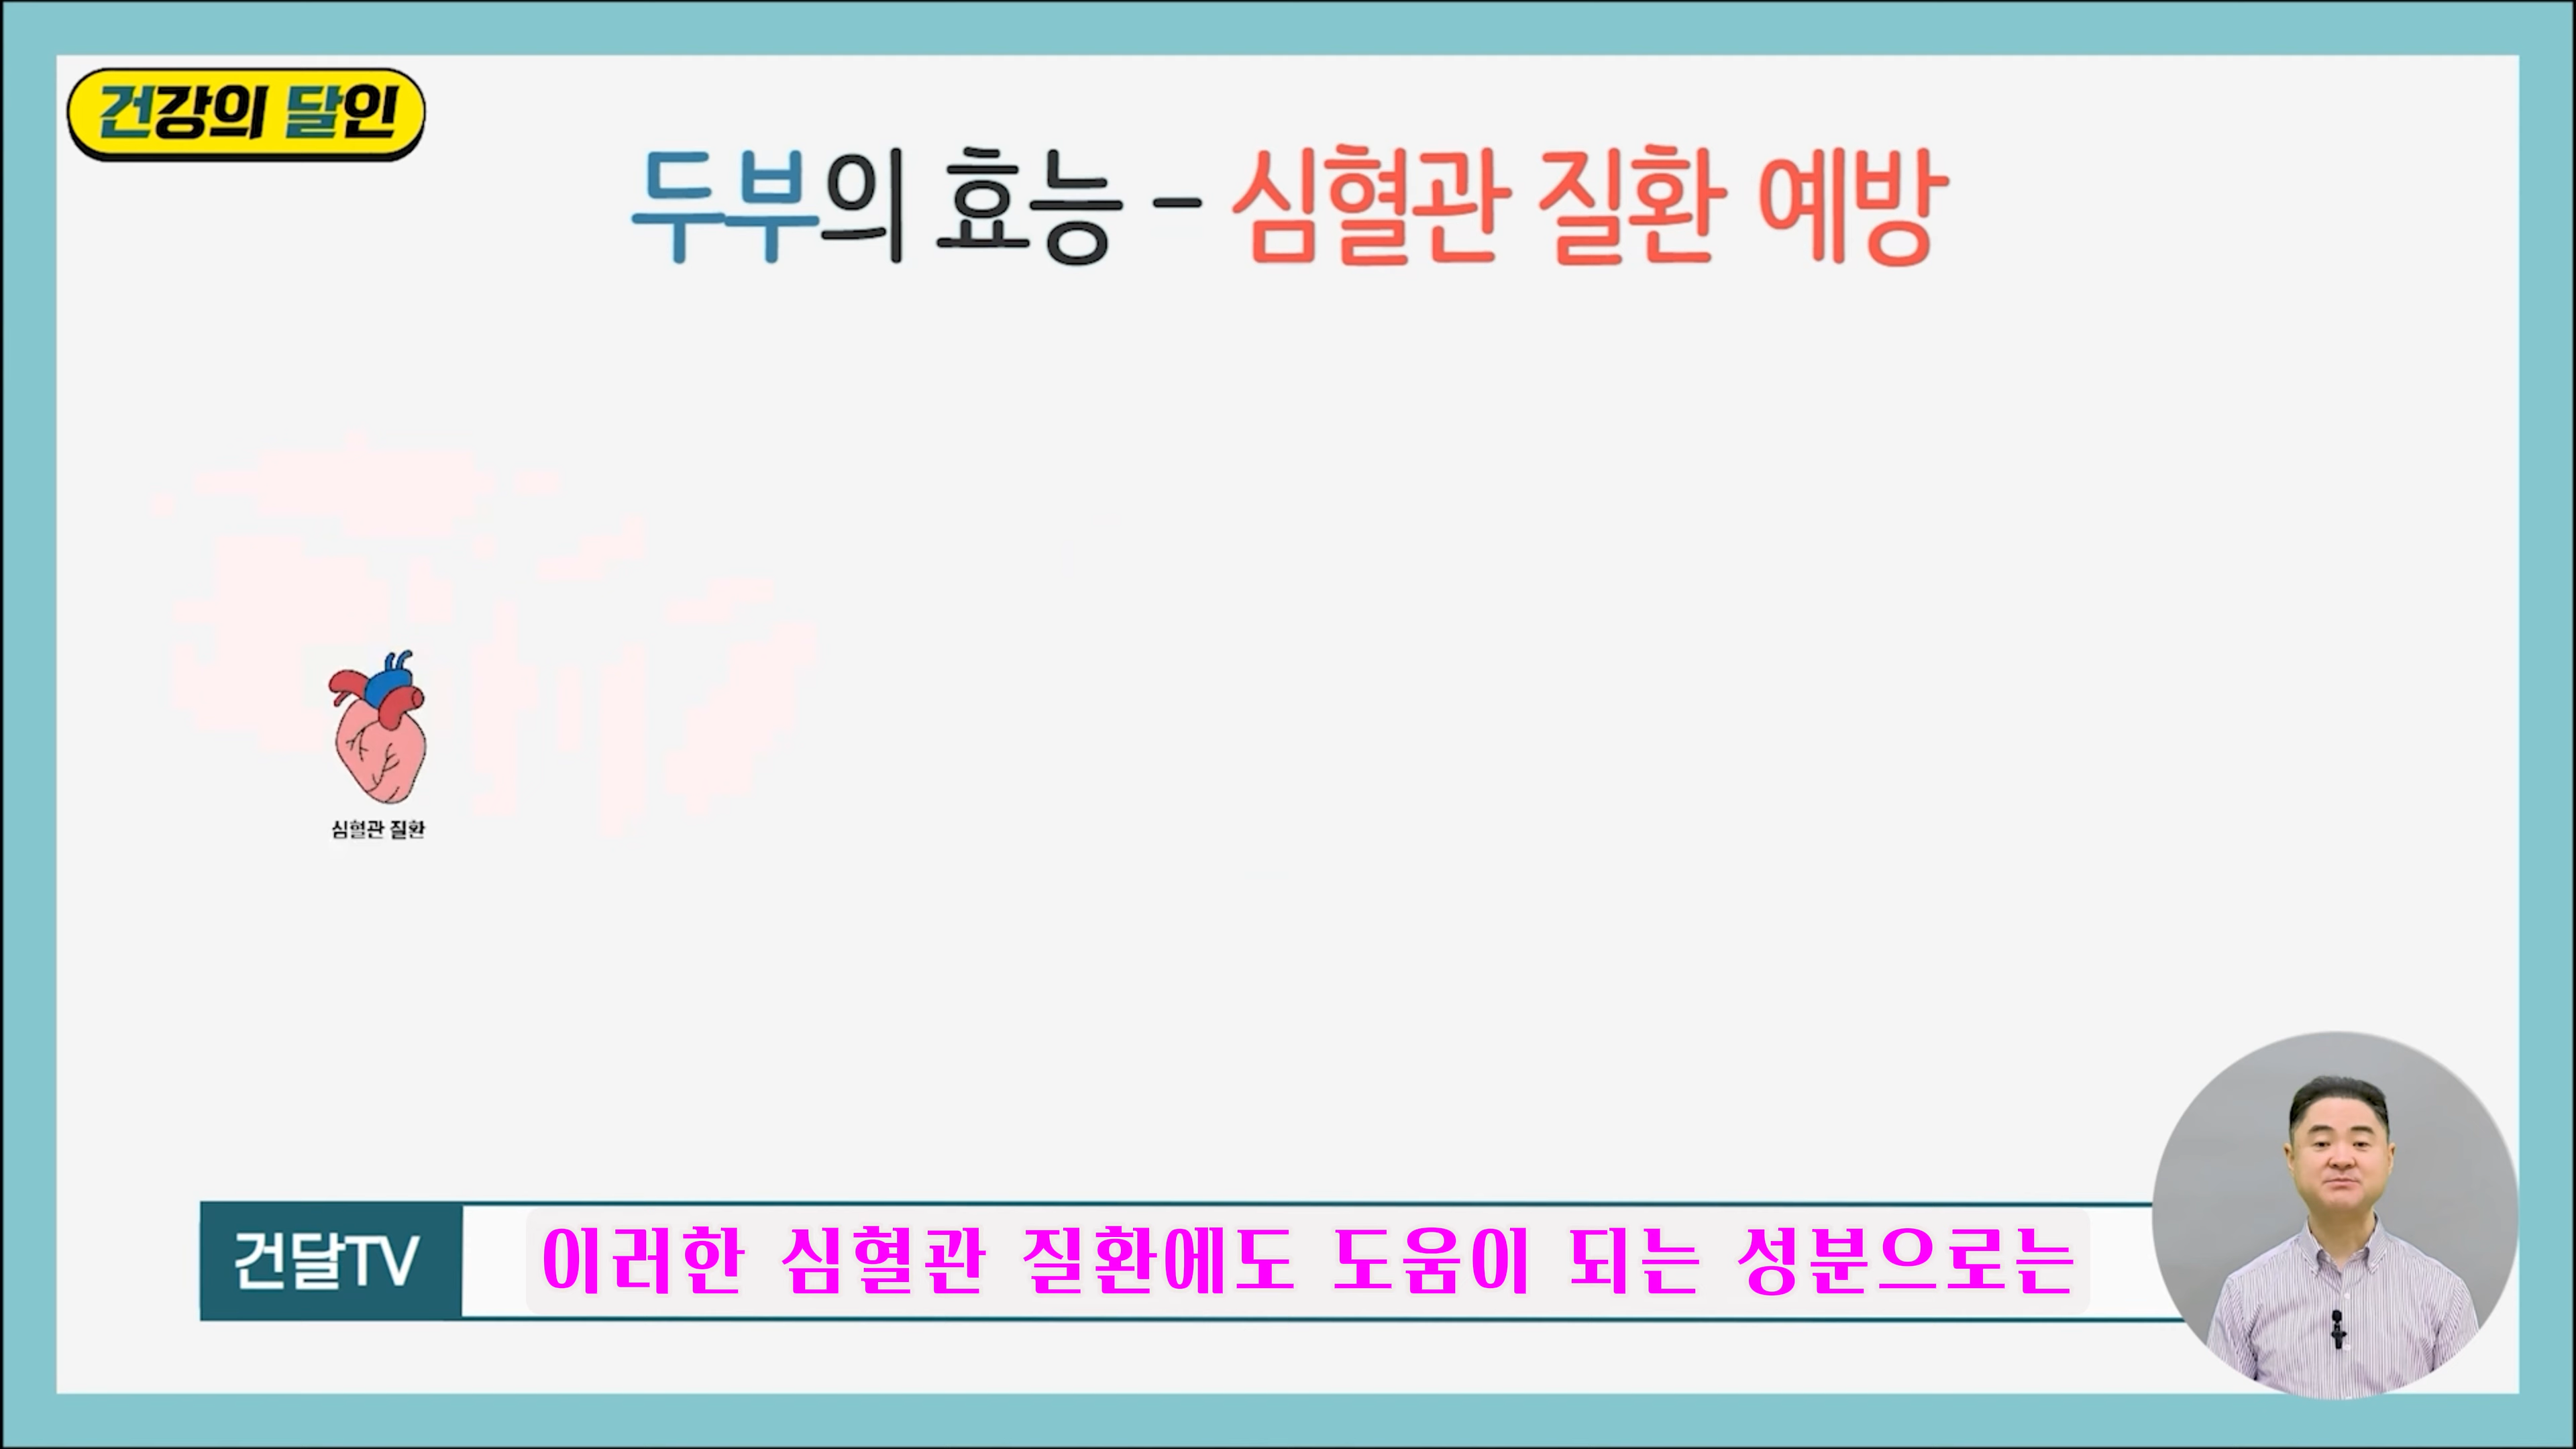 건강의 달인
두부의 효능 - 심혈관 질환 예방
심혈관 질환
건달TV
이러한 심혈관 질환에도 도움이 되는 성분으로는